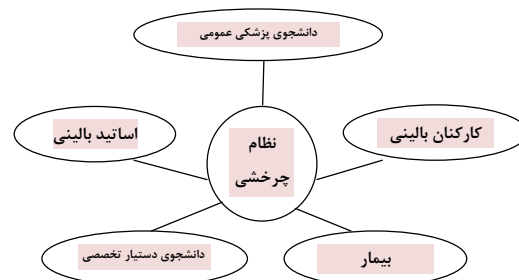 دانشجوی پزشکی عمومی
کارکنان بالینی
اساتید بالینی
نظام
چرخشی
بیمار
دانشجوی دستیار تخصصی